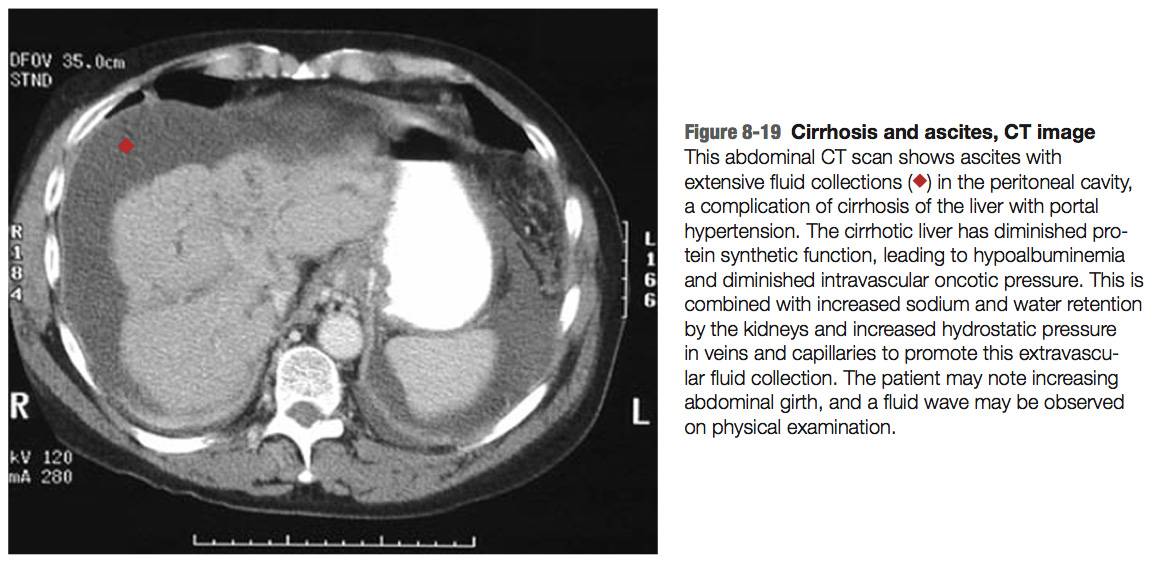 DFOV 35.0cm
STND
R
1
8
4
L
1
6
6
R
L
kV 120
mA 280
Figure 8-19 Cirrhosis and ascites, CT image
This abdominal CT scan shows ascites with
extensive fluid collections (◆) in the peritoneal cavity,
a complication of cirrhosis of the liver with portal
hypertension. The cirrhotic liver has diminished pro-
tein synthetic function, leading to hypoalbuminemia
and diminished intravascular oncotic pressure. This is
combined with increased sodium and water retention
by the kidneys and increased hydrostatic pressure
in veins and capillaries to promote this extravascu-
lar fluid collection. The patient may note increasing
abdominal girth, and a fluid wave may be observed
on physical examination.